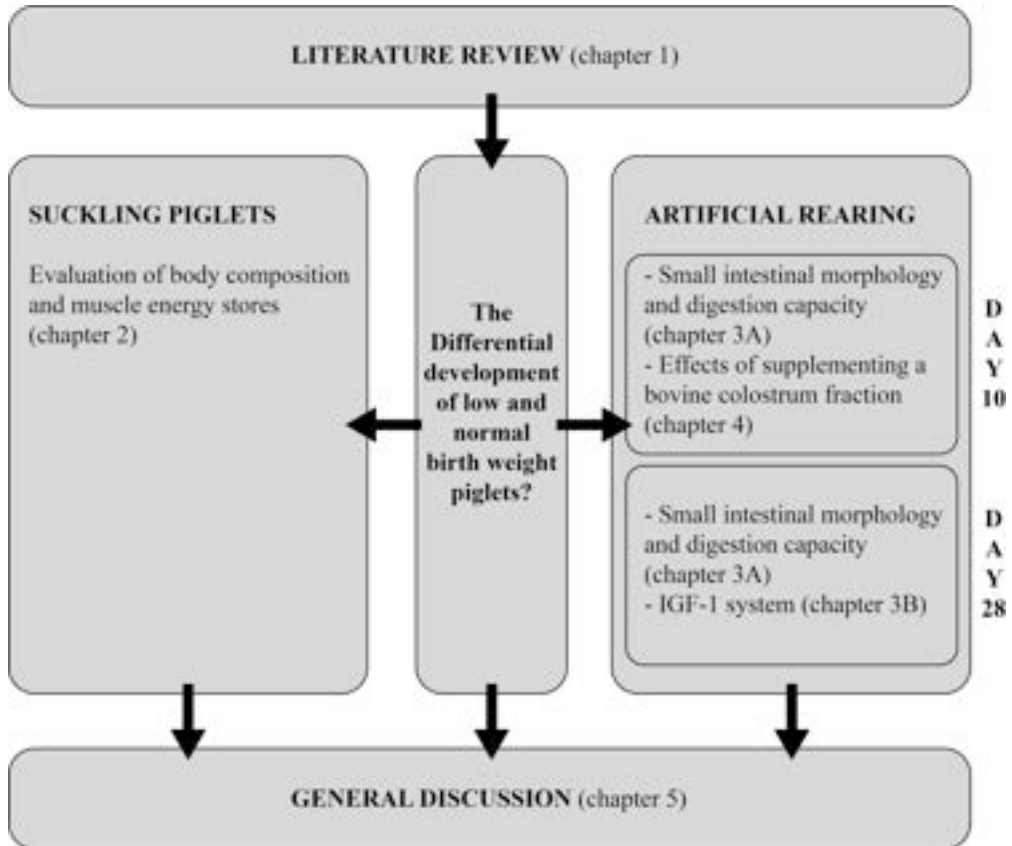 LITERATURE REVIEW (chapter 1)
SUCKLING PIGLETS
Evaluation of body composition
and muscle energy stores
(chapter 2)
The
Differential
development
of low and
normal
birth weight
piglets?
ARTIFICIAL REARING
- Small intestinal morphology
and digestion capacity
(chapter 3A)
- Effects of supplementing a
bovine colostrum fraction
(chapter 4)
D
A
Y
10
- Small intestinal morphology
and digestion capacity
(chapter 3A)
- IGF-1 system (chapter 3B)
D
A
Y
28
GENERAL DISCUSSION (chapter 5)